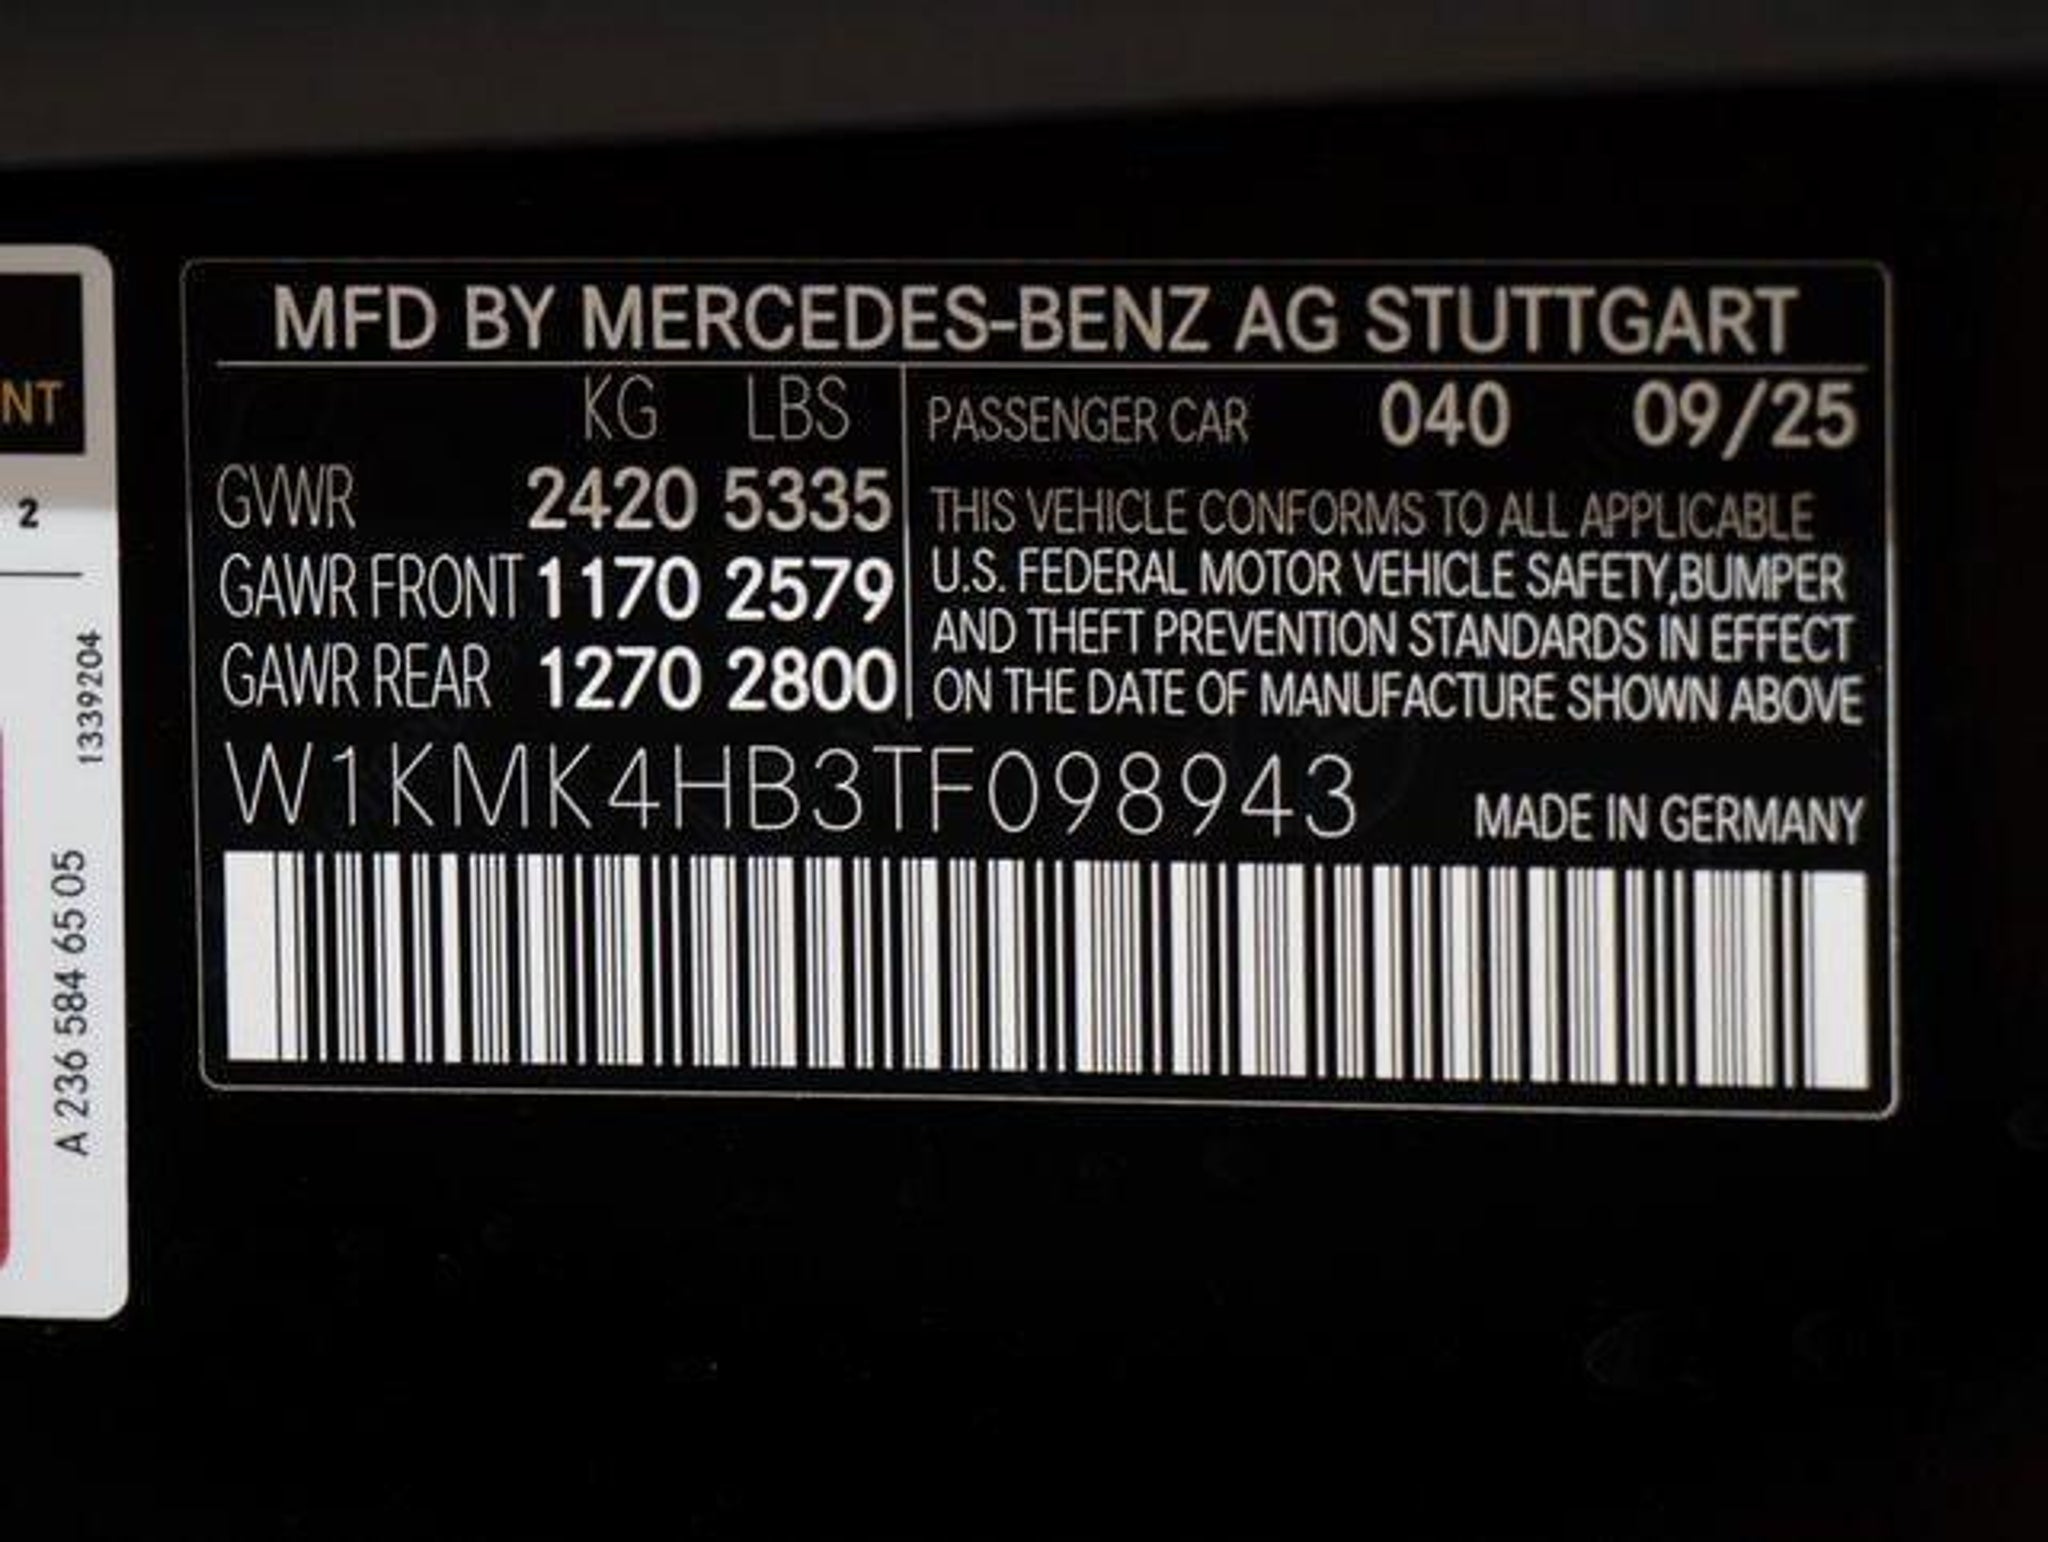 MFD BY MERCEDES-BENZ AG STUTTGART
KG LBS
GVWR 2420 5335
GAWR FRONT 1170 2579
GAWR REAR 1270 2800
PASSENGER CAR 040 09/25
THIS VEHICLE CONFORMS TO ALL APPLICABLE
U.S. FEDERAL MOTOR VEHICLE SAFETY,BUMPER
AND THEFT PREVENTION STANDARDS IN EFFECT
ON THE DATE OF MANUFACTURE SHOWN ABOVE
W1KMK4HB3TF098943
MADE IN GERMANY
NT
2
1339204
A 236 584 65 05